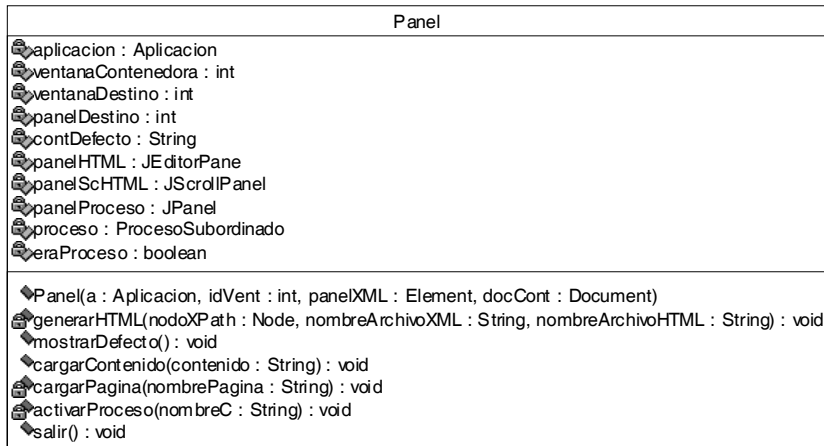 Panel
aplicacion : Aplicacion
ventanaContenedora : int
ventanaDestino : int
panelDestino : int
contDefecto : String
panelHTML : JEditorPane
panelScHTML : JScrollPanel
panelProceso : JPanel
proceso : ProcesoSubordinado
eraProceso : boolean
Panel(a : Aplicacion, idVent : int, panelXML : Element, docCont : Document)
generarHTML(nodoXPath : Node, nombreArchivoXML : String, nombreArchivoHTML : String) : void
mostrarDefecto() : void
cargarContenido(contenido : String) : void
cargarPagina(nombrePagina : String) : void
activarProceso(nombreC : String) : void
salir() : void